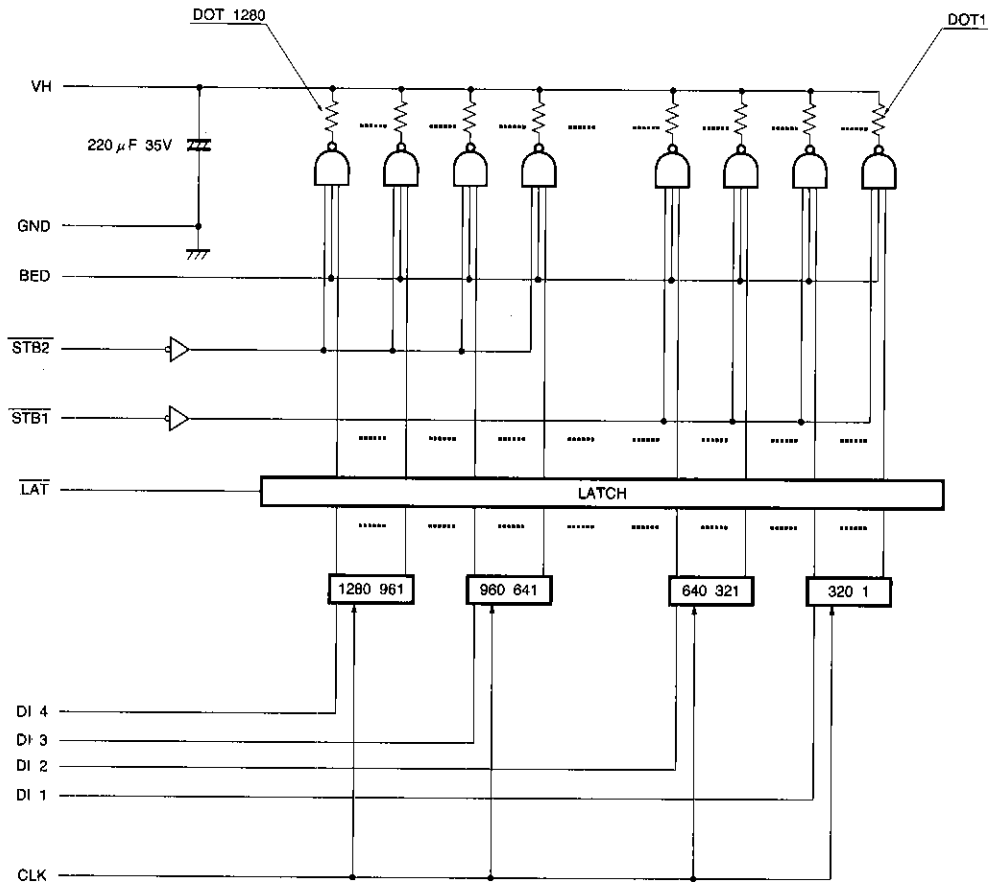 DOT 1280
DOT1
VH
220 μF 35V
GND
BED
STB2
STB1
LAT
LATCH
1280 961
960 641
640 321
320 1
DI 4
DI 3
DI 2
DI 1
CLK